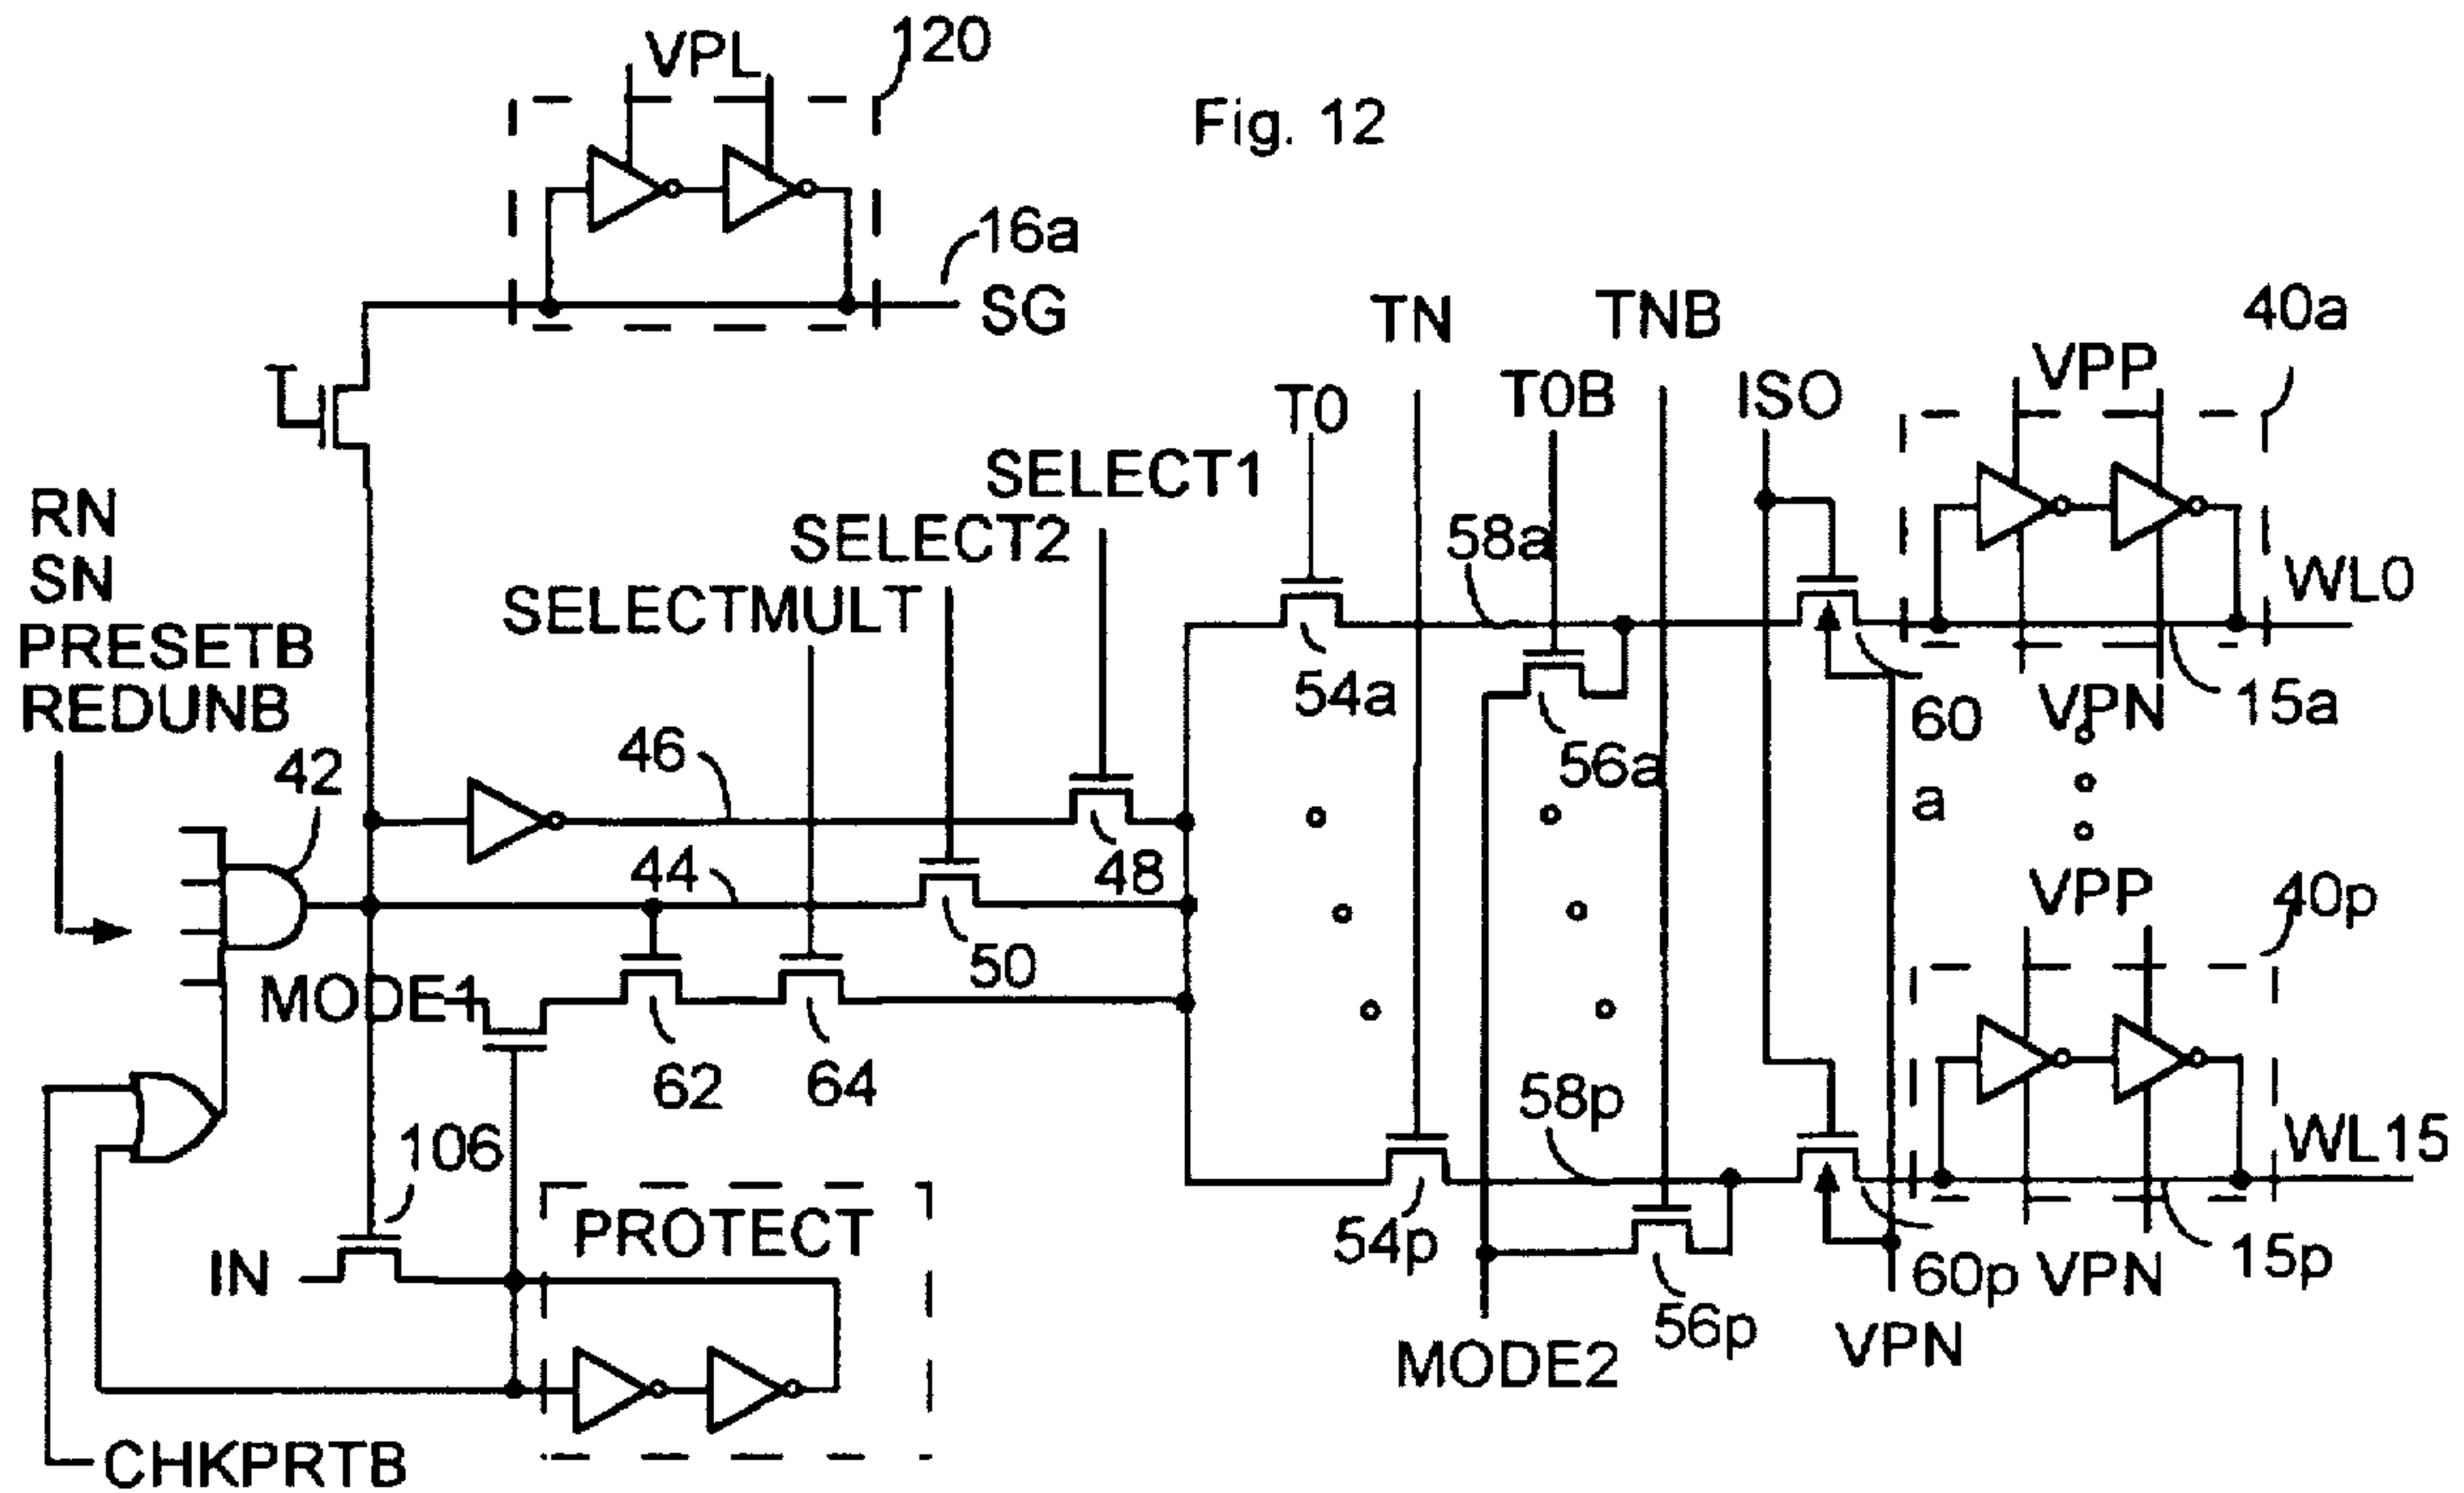 VPL
120
Fig. 12
16a
SG
TN
TNB
40a
T0
T0B
ISO
VPP
SELECT1
RN
SELECT2
58a
SN
SELECTMULT
WL0
PRESETB
REDUNB
54a
VPN
15a
60
a
46
42
56a
48
44
VPP
40p
50
MODE1
62
64
58p
106
WL15
PROTECT
54p
IN
60p
VPN
15p
56p
MODE2
VPN
CHKPRTB